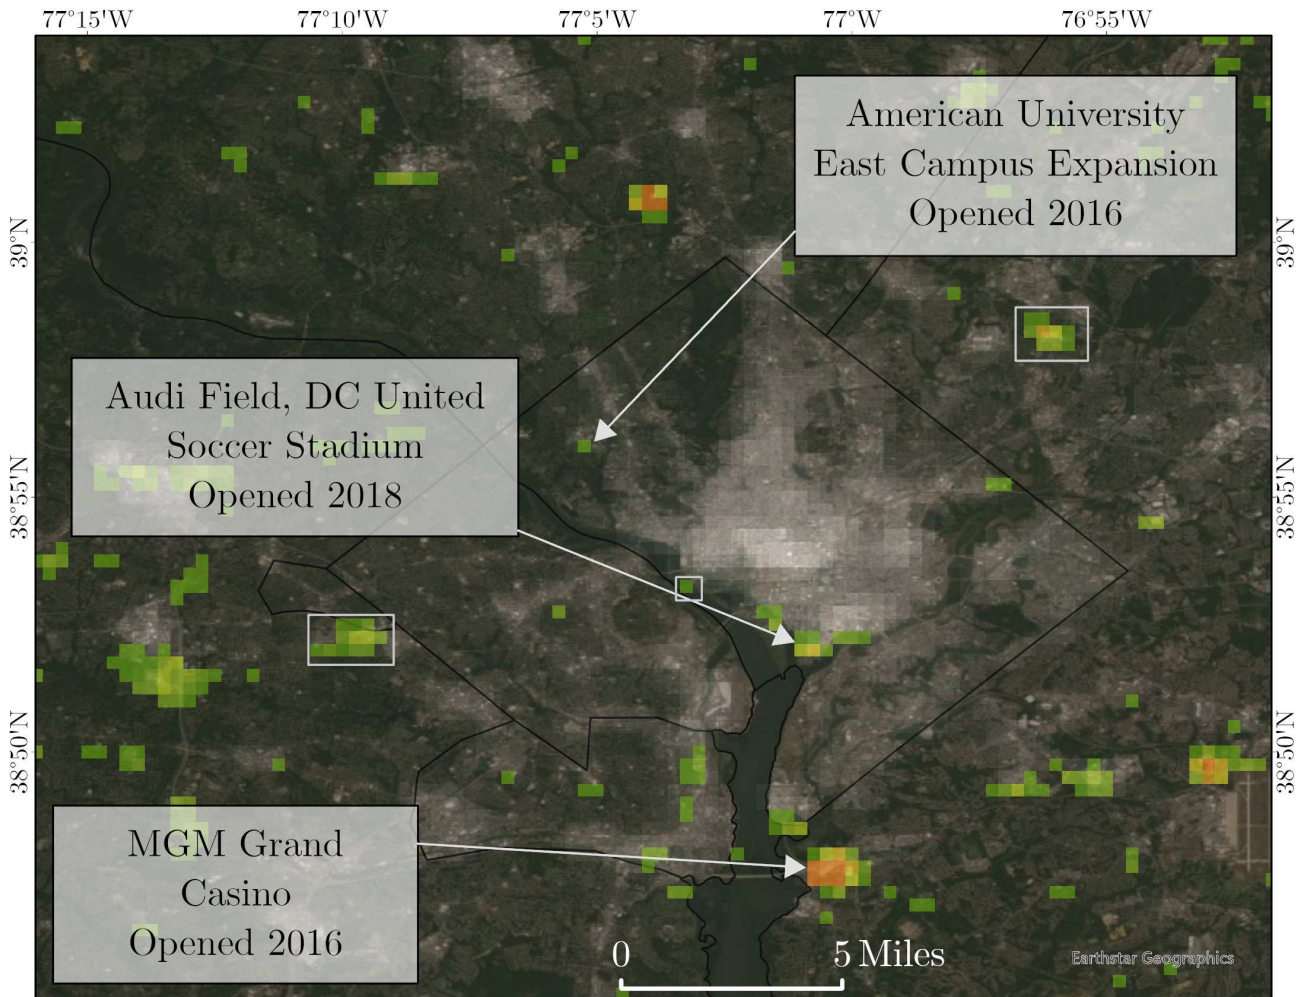 77°15'W 77°10'W 77°5'W 77°W 76°55'W
American University
East Campus Expansion
Opened 2016
39°N 39°N
Audi Field, DC United
Soccer Stadium
Opened 2018
38°55'N 38°55'N
38°50'N 38°50'N
MGM Grand
Casino
Opened 2016
0 5 Miles
Earthstar Geographics